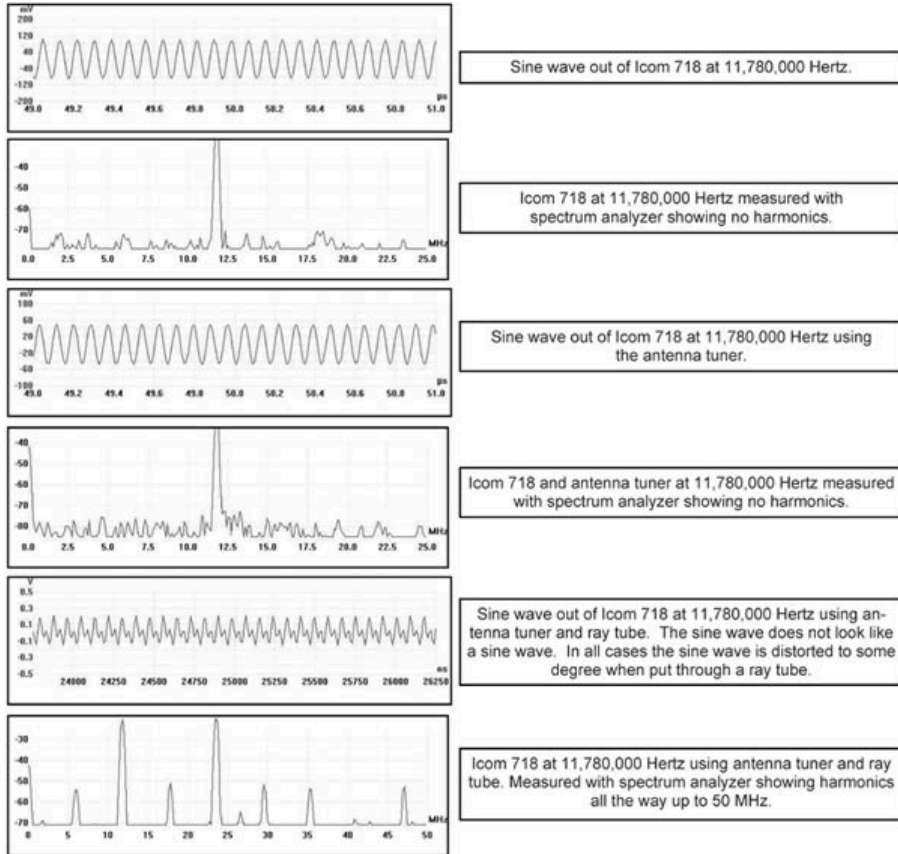 mV
200
120
40
-40
-120
-200
49.0 49.2 49.4 49.6 49.8 50.0 50.2 50.4 50.6 50.8 51.0
µs
Sine wave out of Icom 718 at 11,780,000 Hertz.
-40
-50
-60
-70
MHz
0.0 2.5 5.0 7.5 10.0 12.5 15.0 17.5 20.0 22.5 25.0
Icom 718 at 11,780,000 Hertz measured with
spectrum analyzer showing no harmonics.
mV
100
60
20
-20
-60
-100
49.0 49.2 49.4 49.6 49.8 50.0 50.2 50.4 50.6 50.8 51.0
µs
Sine wave out of Icom 718 at 11,780,000 Hertz using
the antenna tuner.
-40
-50
-60
-70
-80
MHz
0.0 2.5 5.0 7.5 10.0 12.5 15.0 17.5 20.0 22.5 25.0
Icom 718 and antenna tuner at 11,780,000 Hertz measured
with spectrum analyzer showing no harmonics.
V
0.5
0.3
0.1
-0.1
-0.3
-0.5
ns
24000 24250 24500 24750 25000 25250 25500 25750 26000 26250
Sine wave out of Icom 718 at 11,780,000 Hertz using an-
tenna tuner and ray tube. The sine wave does not look like
a sine wave. In all cases the sine wave is distorted to some
degree when put through a ray tube.
-30
-40
-50
-60
-70
MHz
0 5 10 15 20 25 30 35 40 45 50
Icom 718 at 11,780,000 Hertz using antenna tuner and ray
tube. Measured with spectrum analyzer showing harmonics
all the way up to 50 MHz.